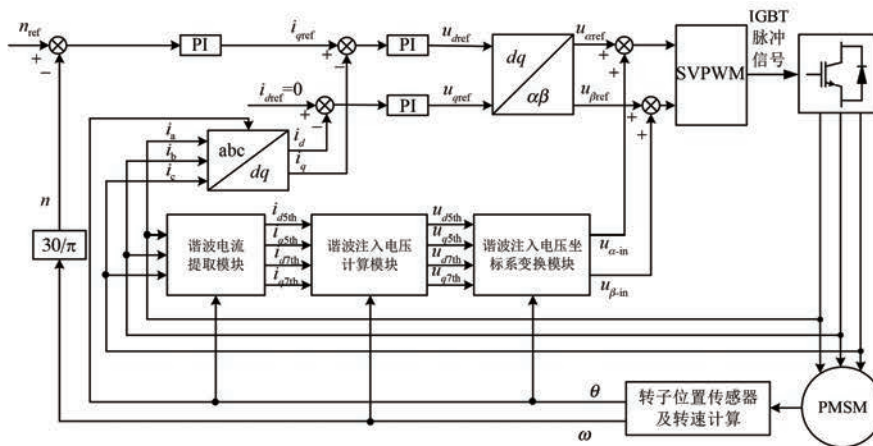 n_ref
+
−
PI
i_qref
+
−
PI
u_dref
dq
αβ
u_αref
+
+
SVPWM
IGBT
脉冲
信号
i_dref=0
+
−
PI
u_qref
u_βref
+
+
i_a
i_b
i_c
abc
dq
i_d
i_q
n
30/π
谐波电流
提取模块
i_d5th
i_q5th
i_d7th
i_q7th
谐波注入电压
计算模块
u_d5th
u_q5th
u_d7th
u_q7th
谐波注入电压坐
标系变换模块
u_α-in
u_β-in
θ
ω
转子位置传感器
及转速计算
PMSM